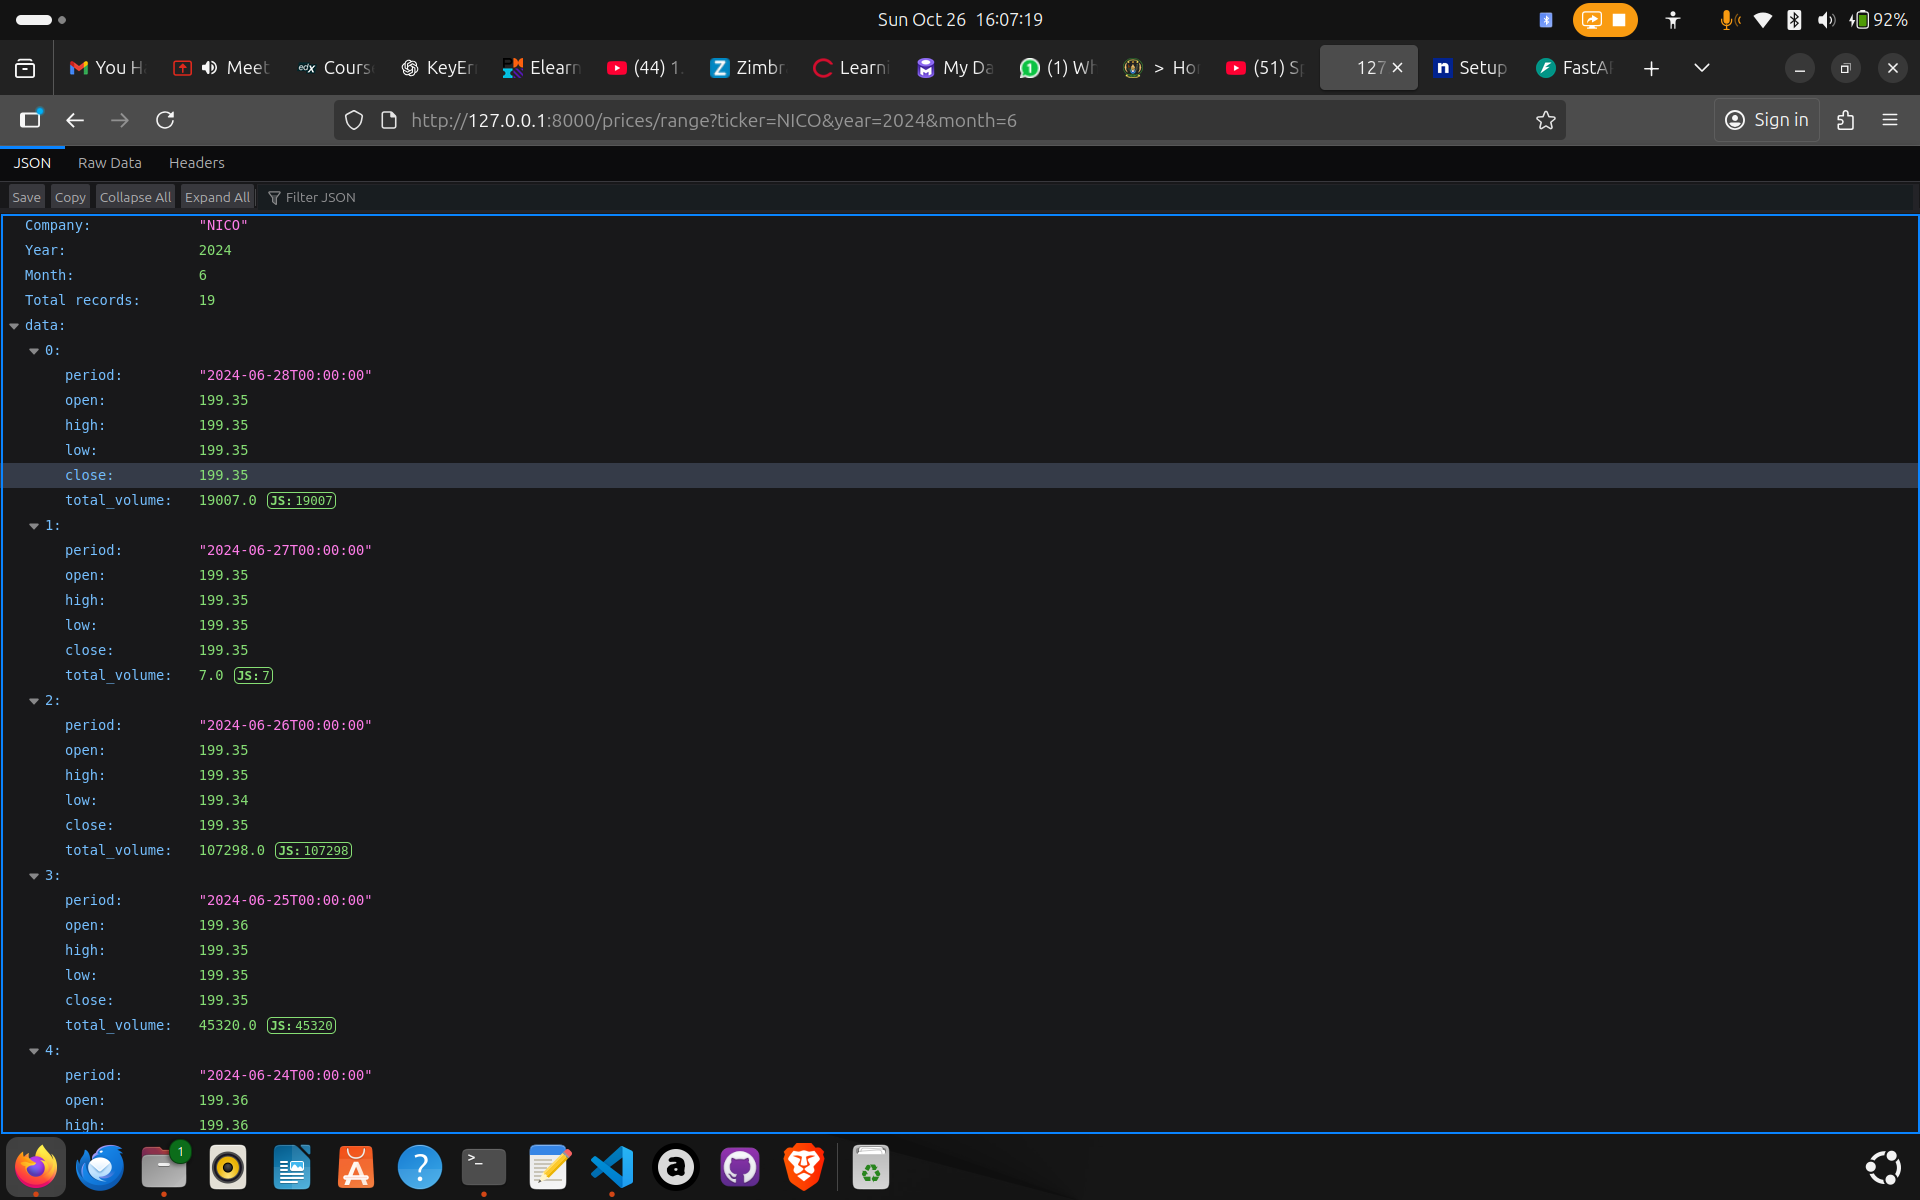 Sun Oct 26 16:07:19
92%
You H
Meet
edX Cours
KeyEr
Elearn
(44) 1.
Zimbr
Learni
My Da
(1) Wh
> Ho
(51) S
127
Setup
FastA
http://127.0.0.1:8000/prices/range?ticker=NICO&year=2024&month=6
Sign in
JSON Raw Data Headers
Save Copy Collapse All Expand All Filter JSON
Company: "NICO"
Year: 2024
Month: 6
Total records: 19
data:
0:
period: "2024-06-28T00:00:00"
open: 199.35
high: 199.35
low: 199.35
close: 199.35
total_volume: 19007.0 JS:19007
1:
period: "2024-06-27T00:00:00"
open: 199.35
high: 199.35
low: 199.35
close: 199.35
total_volume: 7.0 JS:7
2:
period: "2024-06-26T00:00:00"
open: 199.35
high: 199.35
low: 199.34
close: 199.35
total_volume: 107298.0 JS:107298
3:
period: "2024-06-25T00:00:00"
open: 199.36
high: 199.35
low: 199.35
close: 199.35
total_volume: 45320.0 JS:45320
4:
period: "2024-06-24T00:00:00"
open: 199.36
high: 199.36
1